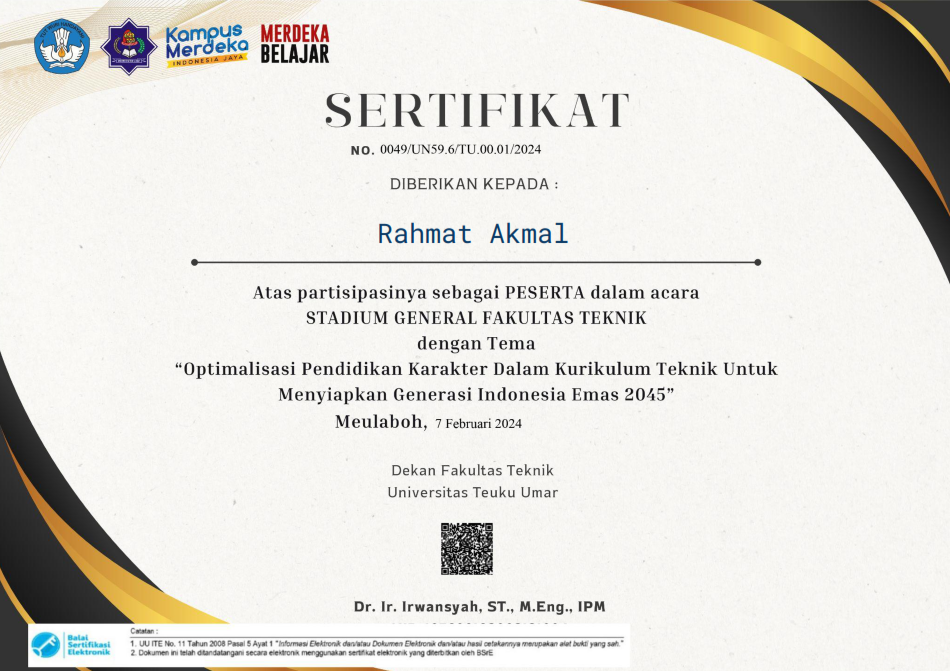 Kampus
Merdeka
INDONESIA JAYA
MERDEKA
BELAJAR
SERTIFIKAT
NO. 0049/UN59.6/TU.00.01/2024
DIBERIKAN KEPADA :
Rahmat Akmal
Atas partisipasinya sebagai PESERTA dalam acara
STADIUM GENERAL FAKULTAS TEKNIK
dengan Tema
“Optimalisasi Pendidikan Karakter Dalam Kurikulum Teknik Untuk
Menyiapkan Generasi Indonesia Emas 2045”
Meulaboh, 7 Februari 2024
Dekan Fakultas Teknik
Universitas Teuku Umar
Dr. Ir. Irwansyah, ST., M.Eng., IPM
Balai
Sertifikasi
Elektronik
Catatan :
1. UU ITE No. 11 Tahun 2008 Pasal 5 Ayat 1 "Informasi Elektronik dan/atau Dokumen Elektronik dan/atau hasil cetakannya merupakan alat bukti yang sah."
2. Dokumen ini telah ditandatangani secara elektronik menggunakan sertifikat elektronik yang diterbitkan oleh BSrE